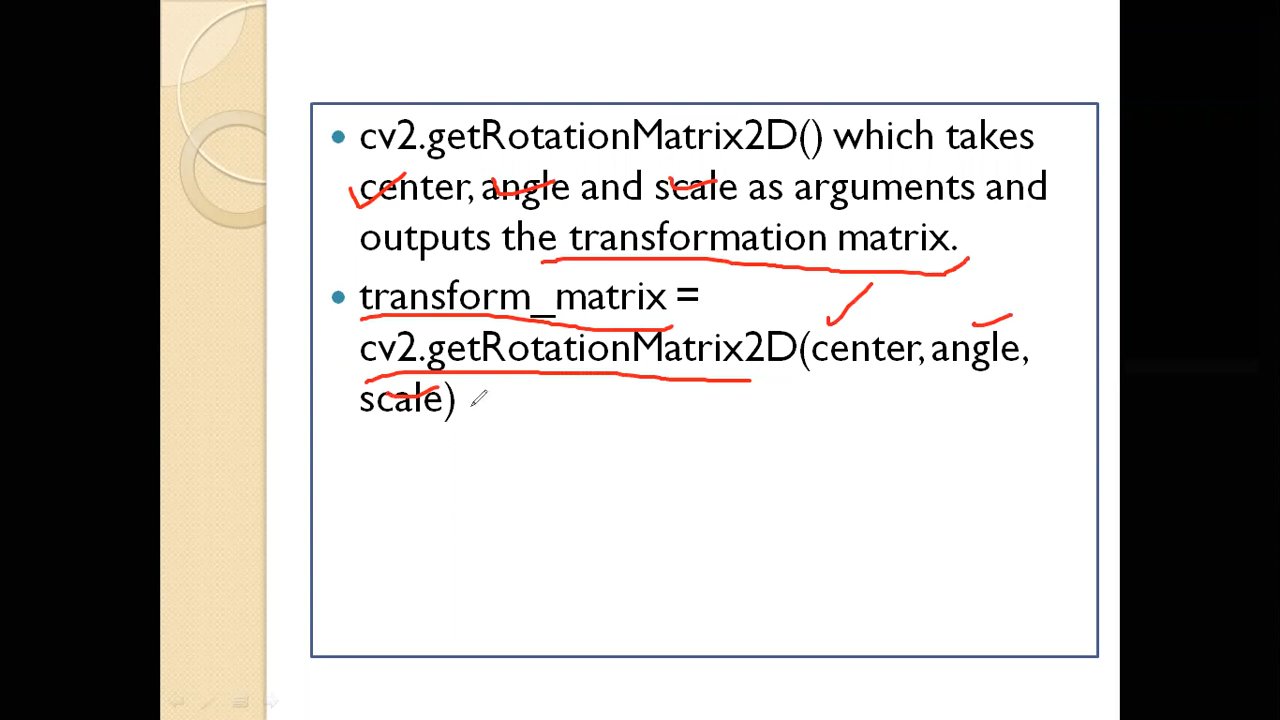 cv2.getRotationMatrix2D() which takes
center, angle and scale as arguments and
outputs the transformation matrix.
transform_matrix =
cv2.getRotationMatrix2D(center, angle,
scale)